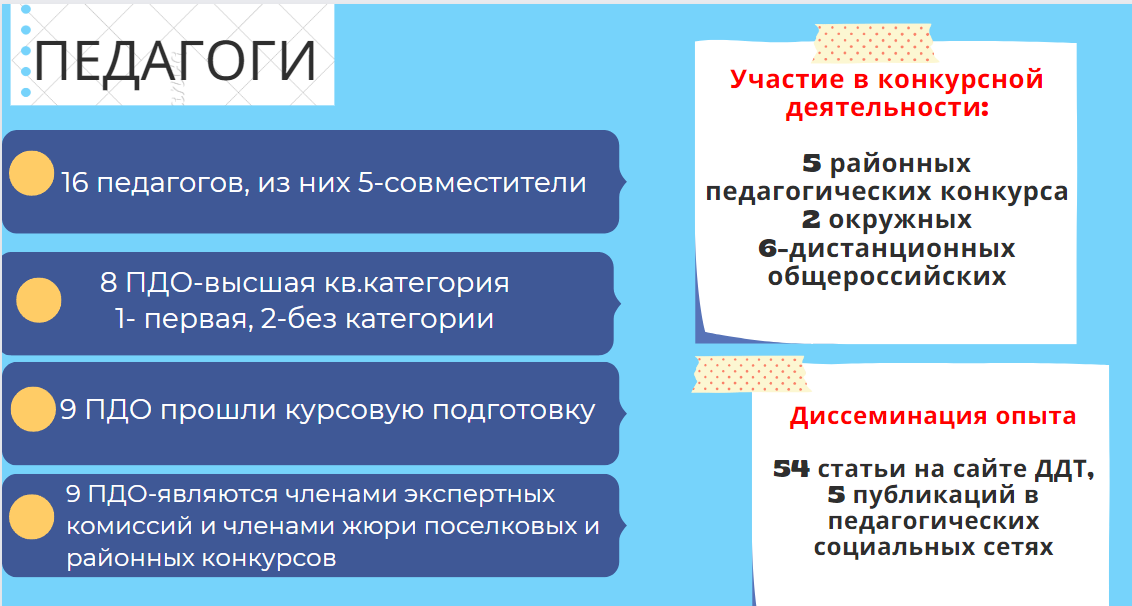 ПЕДАГОГИ
16 педагогов, из них 5-совместители
8 ПДО-высшая кв.категория
1- первая, 2-без категории
9 ПДО прошли курсовую подготовку
9 ПДО-являются членами экспертных
комиссий и членами жюри поселковых и
районных конкурсов
Участие в конкурсной
деятельности:
5 районных
педагогических конкурса
2 окружных
6-дистанционных
общероссийских
Диссеминация опыта
54 статьи на сайте ДДТ,
5 публикаций в
педагогических
социальных сетях